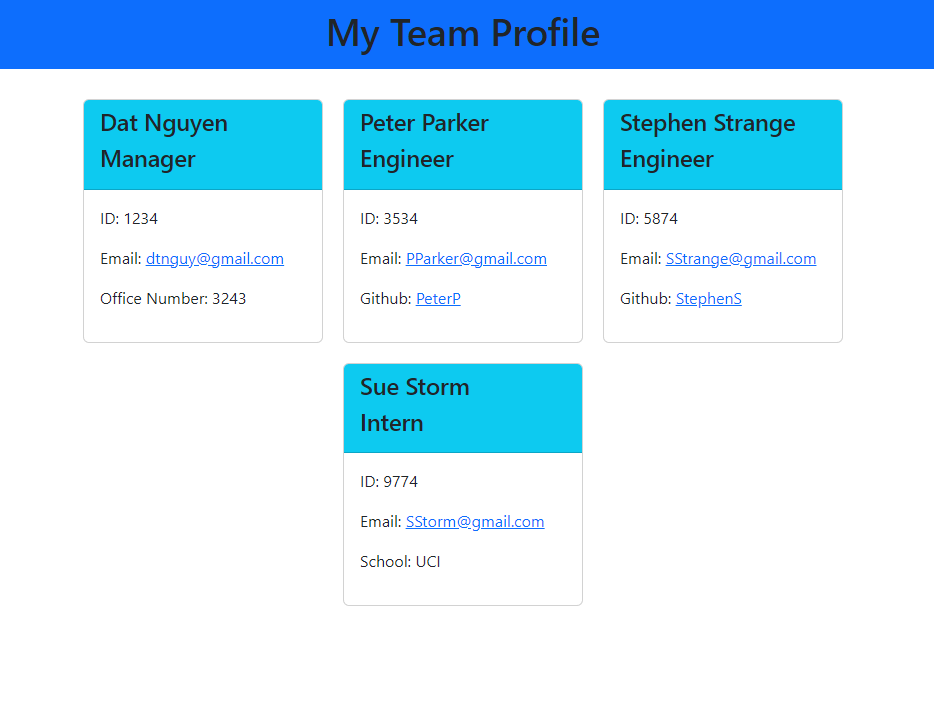 My Team Profile
Dat Nguyen
Manager
ID: 1234
Email: dtnguy@gmail.com
Office Number: 3243
Peter Parker
Engineer
ID: 3534
Email: PParker@gmail.com
Github: PeterP
Stephen Strange
Engineer
ID: 5874
Email: SStrange@gmail.com
Github: StephenS
Sue Storm
Intern
ID: 9774
Email: SStorm@gmail.com
School: UCI